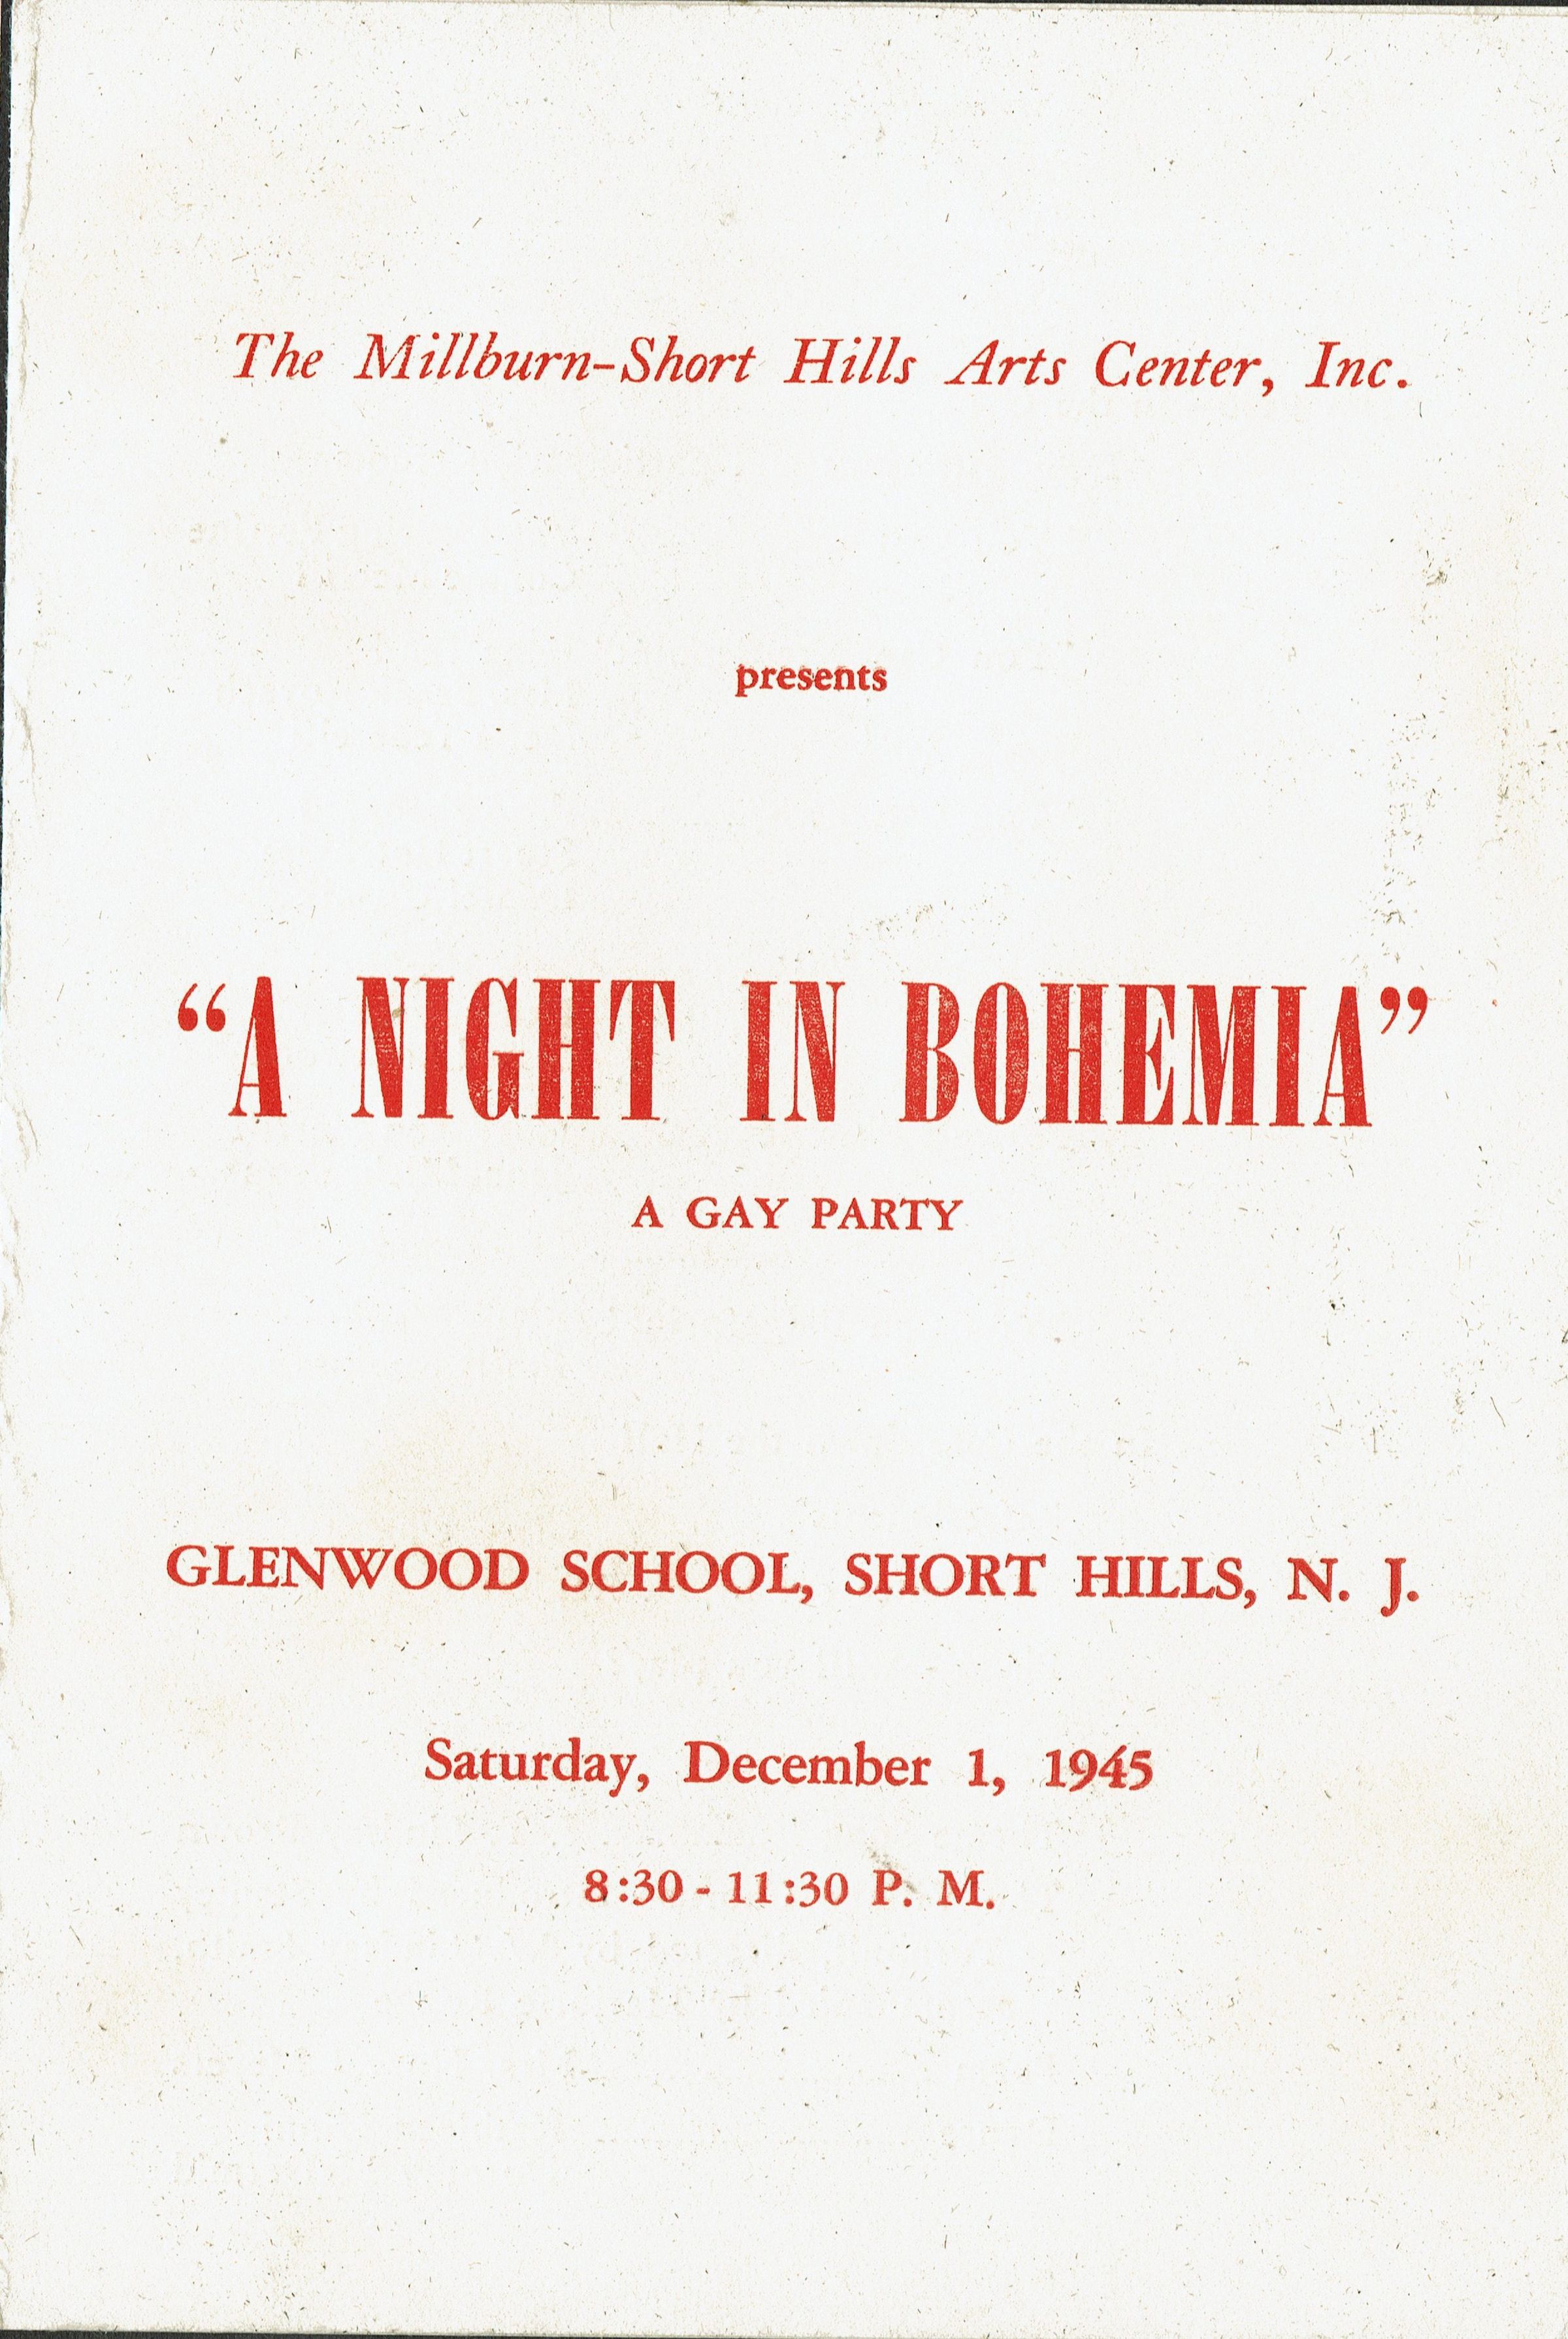 The Millburn-Short Hills Arts Center, Inc.
presents
“A NIGHT IN BOHEMIA”
A GAY PARTY
GLENWOOD SCHOOL, SHORT HILLS, N. J.
Saturday, December 1, 1945
8:30 - 11:30 P. M.